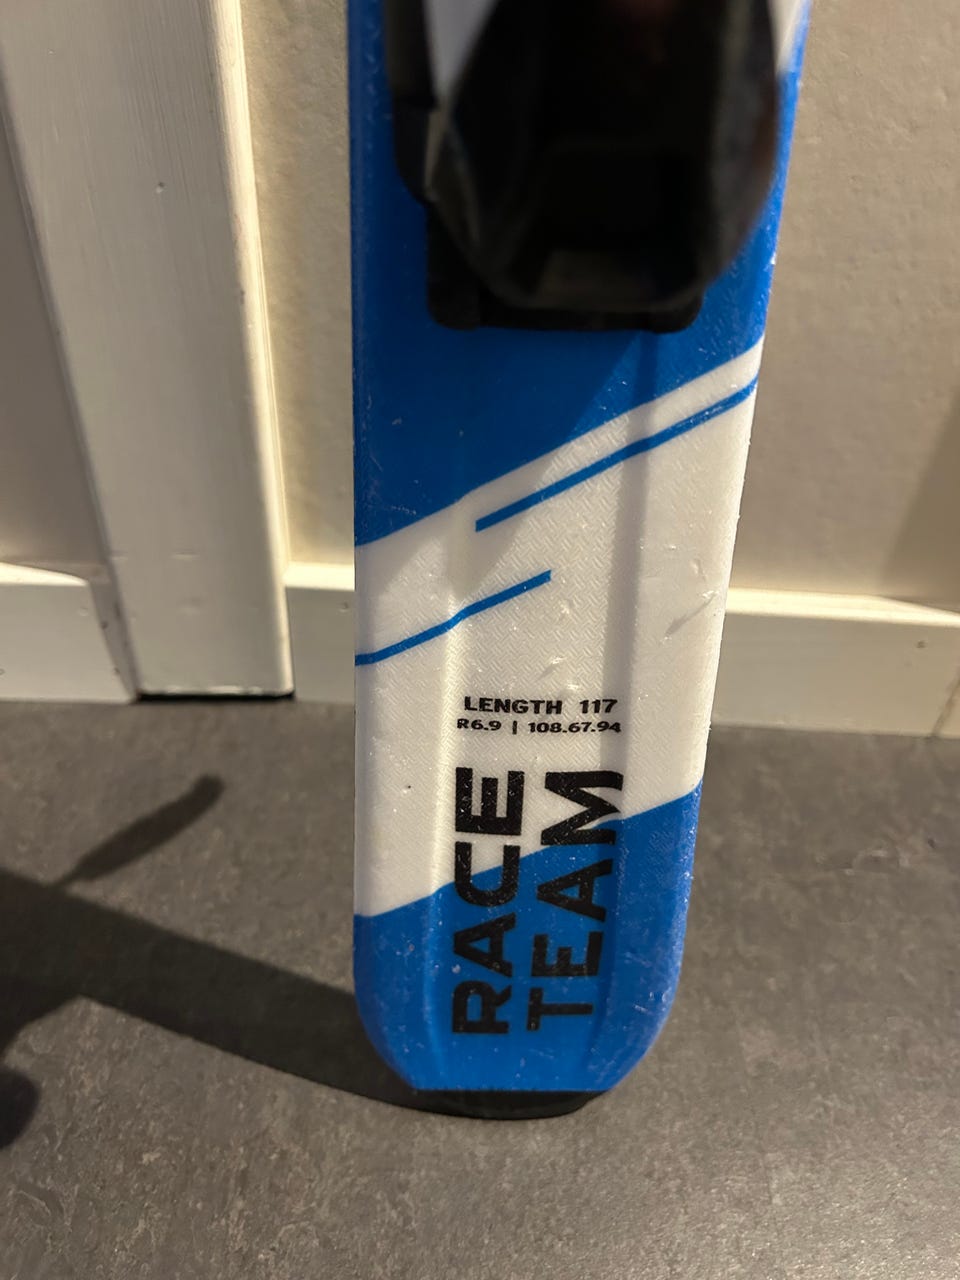 LENGTH 117
R6.9 | 108.67.94
RACE
TEAM